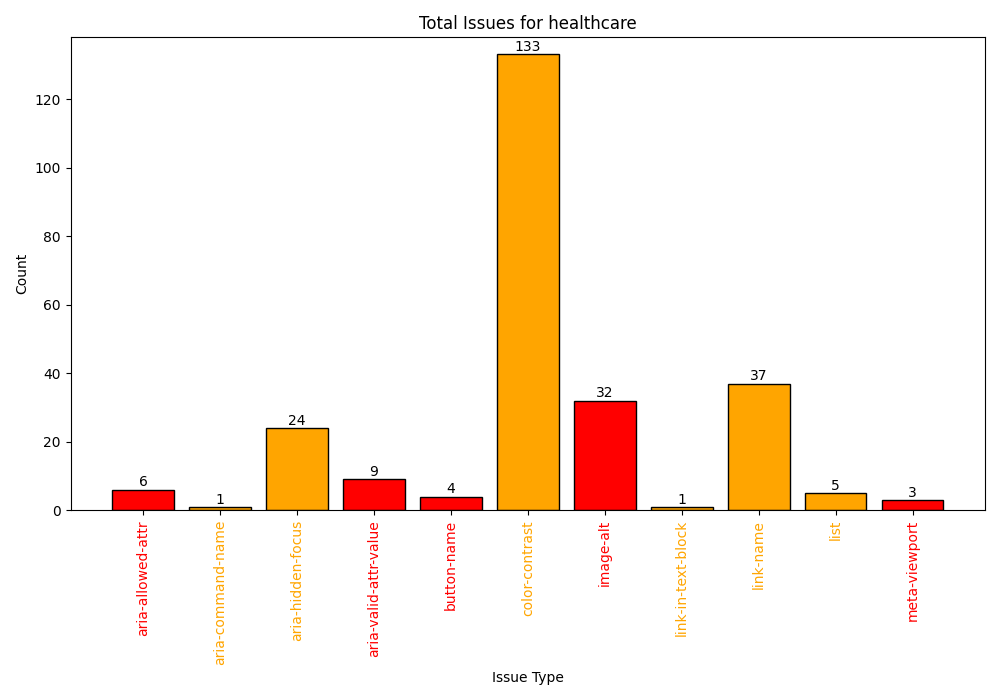 Total Issues for healthcare
133
120
100
80
60
40
20
0
Count
6
1
24
9
4
32
1
37
5
3
aria-allowed-attr
aria-command-name
aria-hidden-focus
aria-valid-attr-value
button-name
color-contrast
image-alt
link-in-text-block
link-name
list
meta-viewport
Issue Type